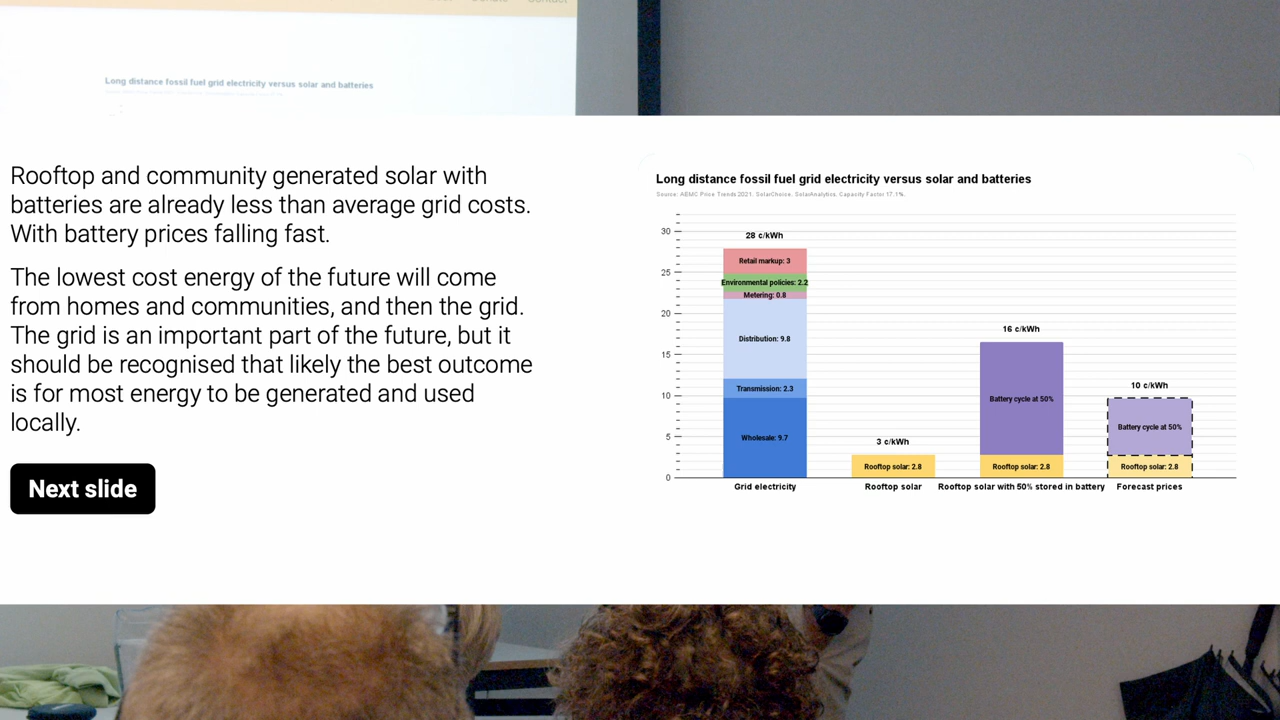 Long distance fossil fuel grid electricity versus solar and batteries
Rooftop and community generated solar with
batteries are already less than average grid costs.
With battery prices falling fast.
The lowest cost energy of the future will come
from homes and communities, and then the grid.
The grid is an important part of the future, but it
should be recognised that likely the best outcome
is for most energy to be generated and used
locally.
Next slide
Long distance fossil fuel grid electricity versus solar and batteries
Source: AEMC Price Trends 2021. SolarChoice. SolarAnalytics. Capacity Factor 17.1%.
30
25
20
15
10
5
0
28 c/kWh
Retail markup: 3
Environmental policies: 2.2
Metering: 0.8
Distribution: 9.8
Transmission: 2.3
Wholesale: 9.7
3 c/kWh
Rooftop solar: 2.8
16 c/kWh
Battery cycle at 50%
Rooftop solar: 2.8
10 c/kWh
Battery cycle at 50%
Rooftop solar: 2.8
Grid electricity
Rooftop solar
Rooftop solar with 50% stored in battery
Forecast prices